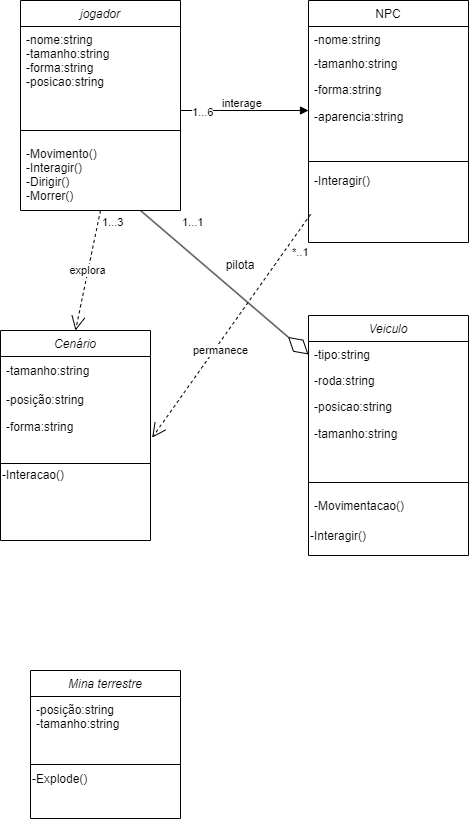 jogador
-nome:string
-tamanho:string
-forma:string
-posicao:string
-Movimento()
-Interagir()
-Dirigir()
-Morrer()
NPC
-nome:string
-tamanho:string
-forma:string
-aparencia:string
-Interagir()
interage
1...6
1...3
1...1
*..1
explora
pilota
permanece
Cenário
-tamanho:string
-posição:string
-forma:string
-Interacao()
Veiculo
-tipo:string
-roda:string
-posicao:string
-tamanho:string
-Movimentacao()
-Interagir()
Mina terrestre
-posição:string
-tamanho:string
-Explode()